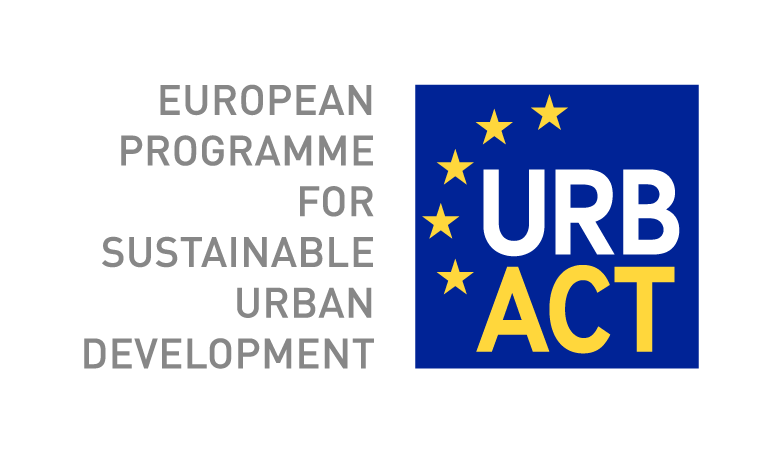 EUROPEAN
PROGRAMME
FOR
SUSTAINABLE
URBAN
DEVELOPMENT
URB
ACT